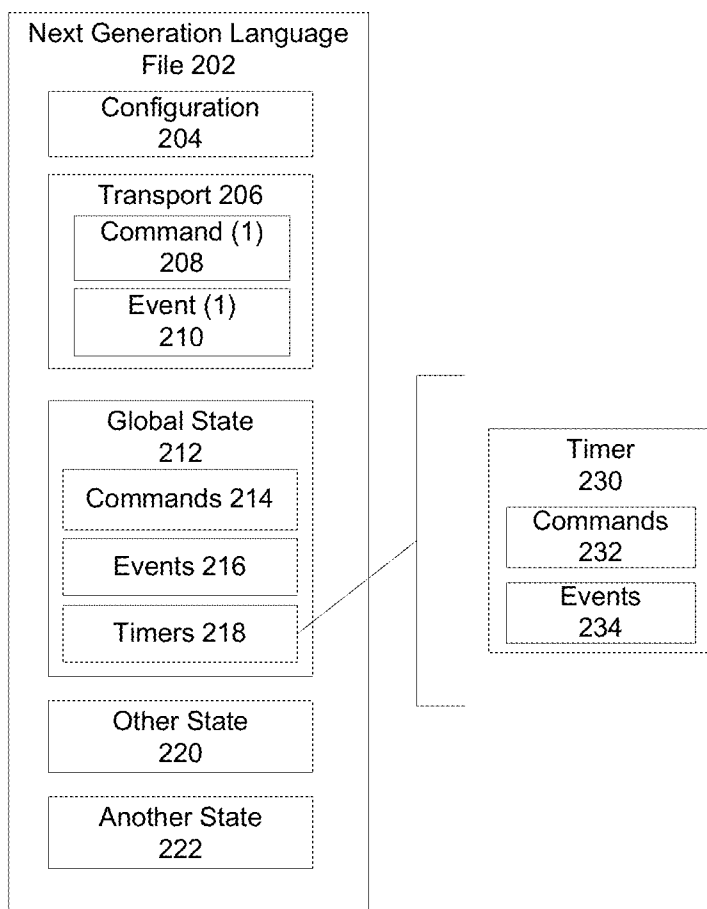 Next Generation Language
File 202
Configuration
204
Transport 206
Command (1)
208
Event (1)
210
Global State
212
Commands 214
Events 216
Timers 218
Other State
220
Another State
222
Timer
230
Commands
232
Events
234